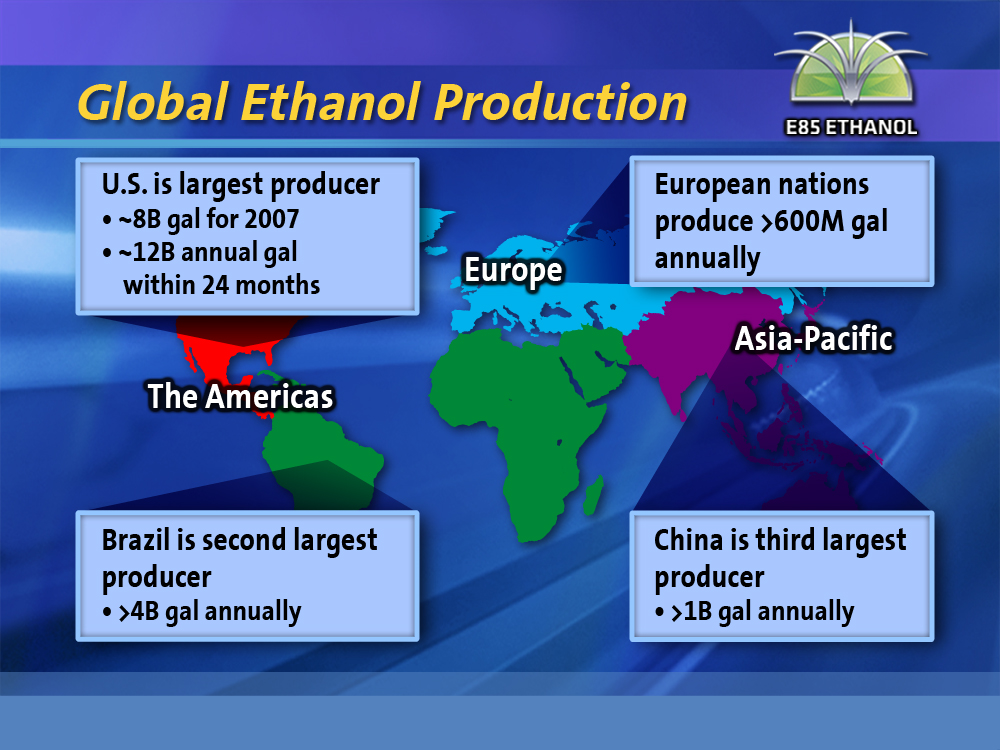 Global Ethanol Production
E85 ETHANOL
U.S. is largest producer
• ~8B gal for 2007
• ~12B annual gal
within 24 months
European nations
produce >600M gal
annually
Europe
Asia-Pacific
The Americas
Brazil is second largest
producer
• >4B gal annually
China is third largest
producer
• >1B gal annually